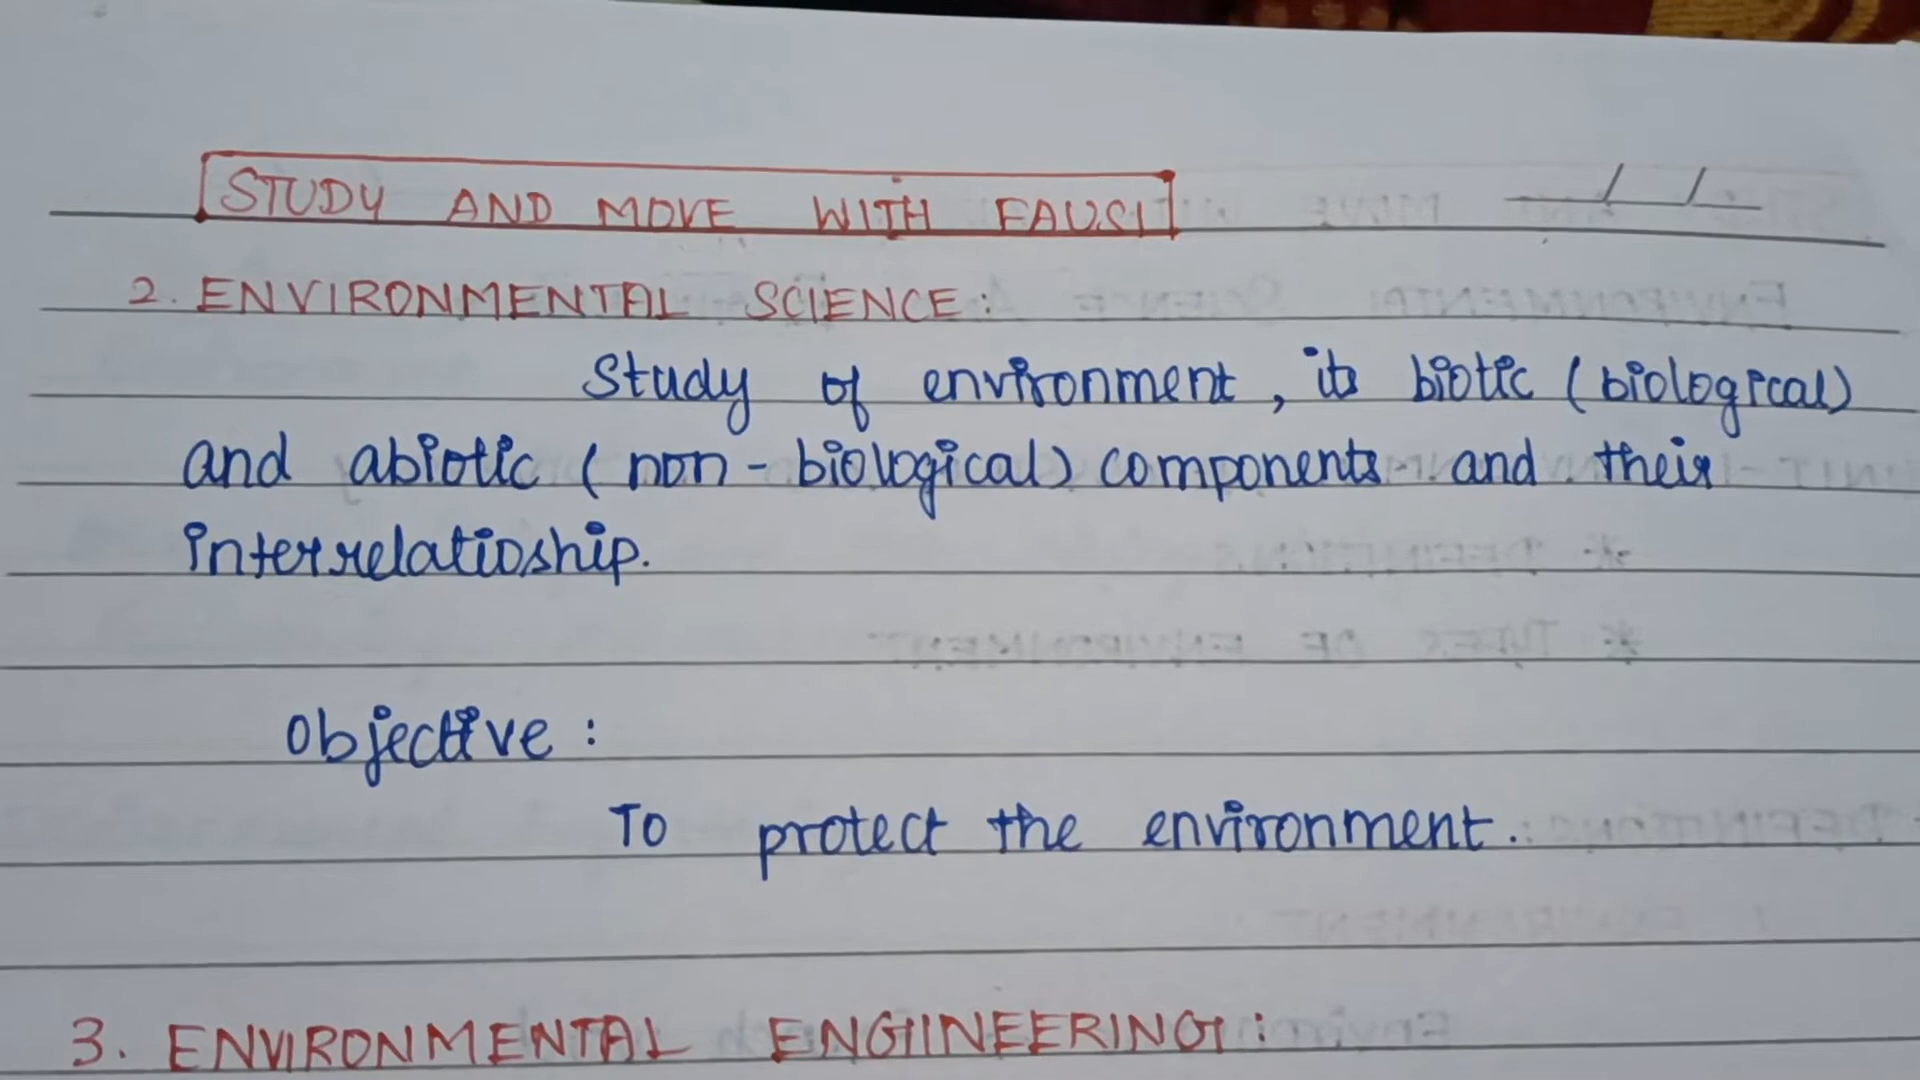 STUDY AND MOVE WITH FAUSI
2. ENVIRONMENTAL SCIENCE:
Study of environment, its biotic (biological)
and abiotic (non-biological) components and their
interrelatioship.
Objective :
To protect the environment.
3. ENVIRONMENTAL ENGINEERING: